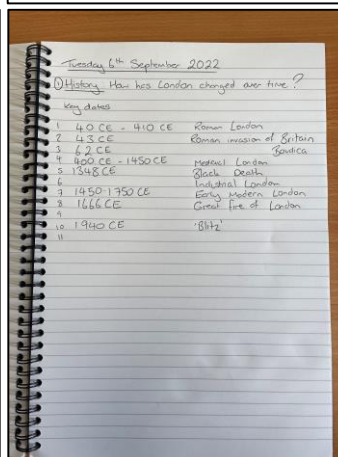 Tuesday 6th September 2022
① History How has London changed over time?
Key dates
1 40 CE - 410 CE Roman London
2 43 CE Roman invasion of Britain
3 62 CE Boudica
4 400 CE - 1450 CE Medieval London
5 1348 CE Black Death
6 Industrial London
7 1450-1750 CE Early Modern London
8 1666 CE Great fire of London
9
10 1940 CE 'Blitz'
11